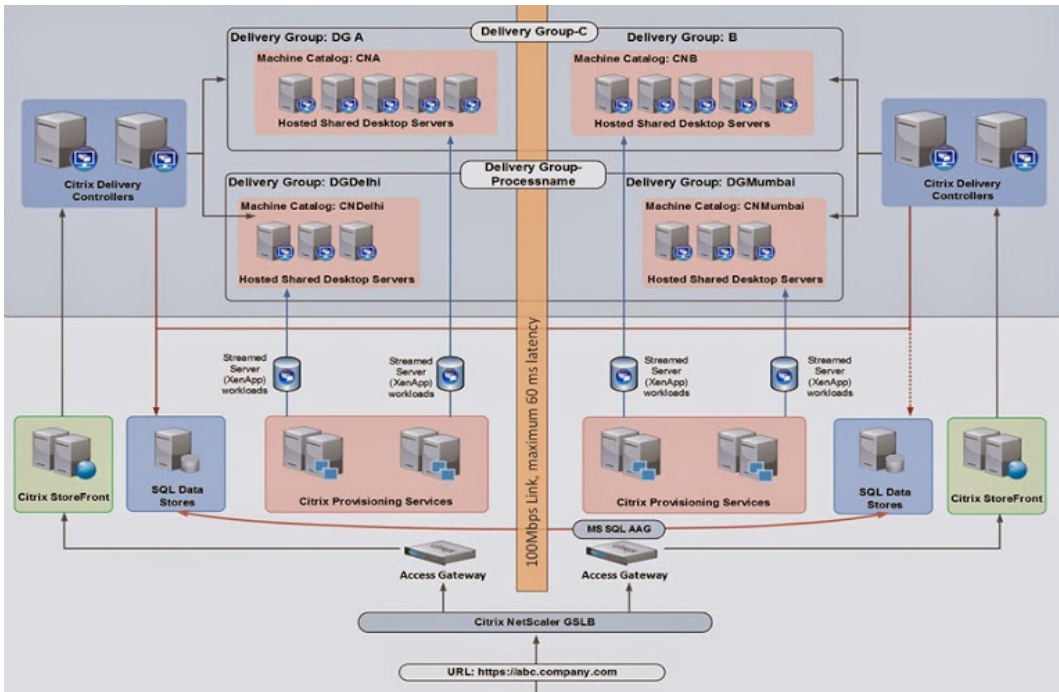 Delivery Group-C
Delivery Group: DG A
Delivery Group: B
Machine Catalog: CNA
Machine Catalog: CNB
Hosted Shared Desktop Servers
Hosted Shared Desktop Servers
Citrix Delivery
Controllers
Citrix Delivery
Controllers
Delivery Group-
Processname
Delivery Group: DGDelhi
Delivery Group: DGMumbai
Machine Catalog: CNDelhi
Machine Catalog: CNMumbai
Hosted Shared Desktop Servers
Hosted Shared Desktop Servers
100Mbps Link, maximum 60 ms latency
Streamed
Server
(XenApp)
workloads
Streamed
Server
(XenApp)
workloads
Streamed
Server
(XenApp)
workloads
Streamed
Server
(XenApp)
workloads
Citrix StoreFront
SQL Data
Stores
Citrix Provisioning Services
Citrix Provisioning Services
SQL Data
Stores
Citrix StoreFront
MS SQL AAG
Access Gateway
Access Gateway
Citrix NetScaler GSLB
URL: https://abc.company.com